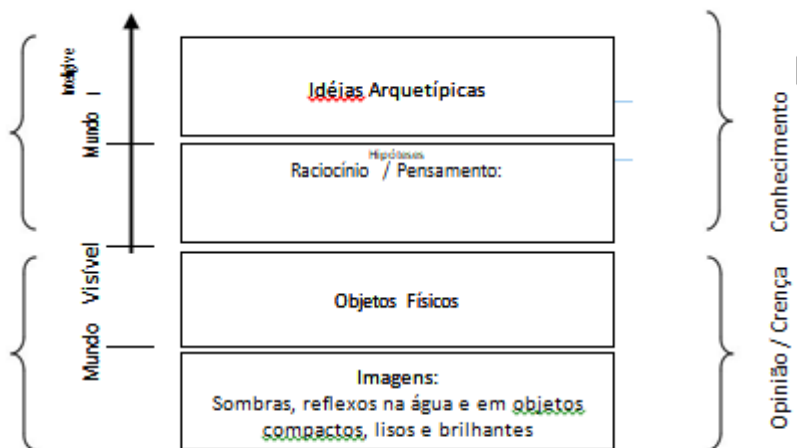 Idéias Arquetípicas
Hipóteses
Raciocínio / Pensamento:
Objetos Físicos
Imagens:
Sombras, reflexos na água e em objetos
compactos, lisos e brilhantes
Mundo
l
Mundo Visível
Conhecimento
Opinião / Crença